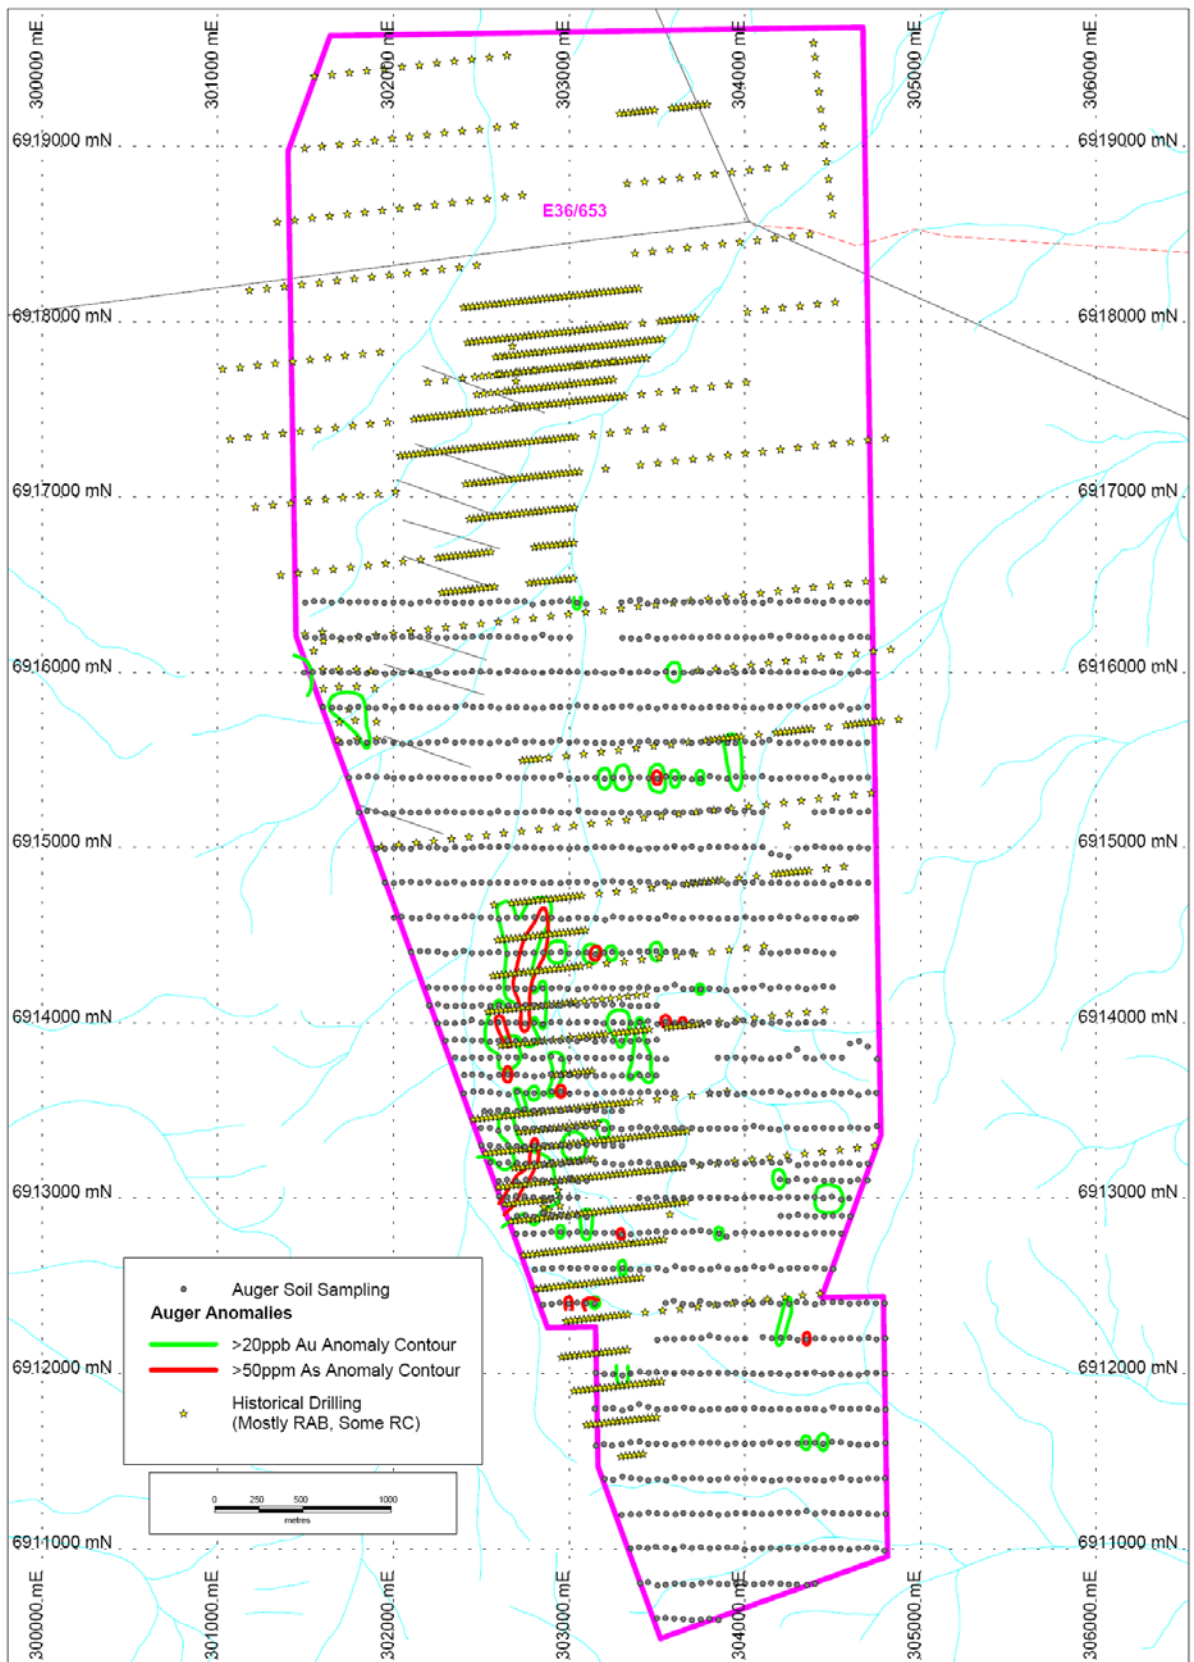 300000 mE
301000 mE
302000 mE
303000 mE
304000 mE
305000 mE
306000 mE
6919000 mN
6919000 mN
E36/653
6918000 mN
6918000 mN
6917000 mN
6917000 mN
6916000 mN
6916000 mN
6915000 mN
6915000 mN
6914000 mN
6914000 mN
6913000 mN
6913000 mN
Auger Soil Sampling
Auger Anomalies
>20ppb Au Anomaly Contour
>50ppm As Anomaly Contour
Historical Drilling
(Mostly RAB, Some RC)
6912000 mN
6912000 mN
0 250 500 1000
metres
6911000 mN
6911000 mN
300000 mE
301000 mE
302000 mE
303000 mE
304000 mE
305000 mE
306000 mE